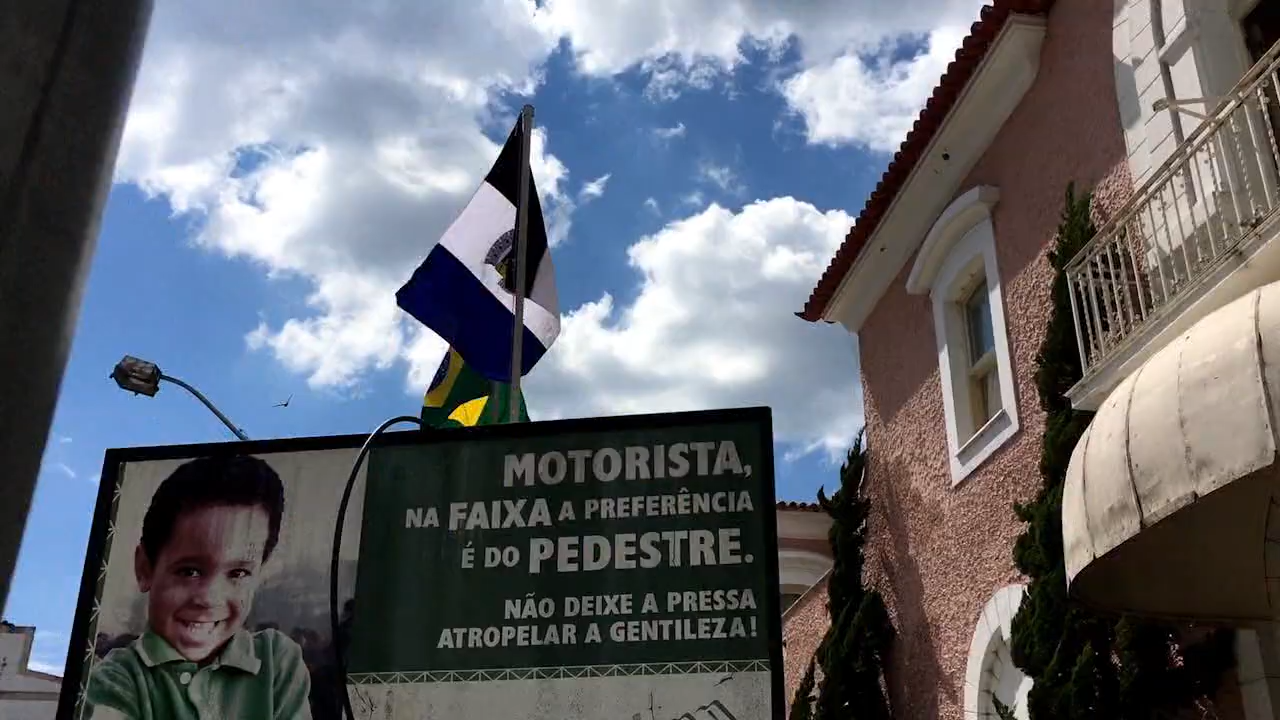 MOTORISTA,
NA FAIXA A PREFERÊNCIA
É DO PEDESTRE.
NÃO DEIXE A PRESSA
ATROPELAR A GENTILEZA!